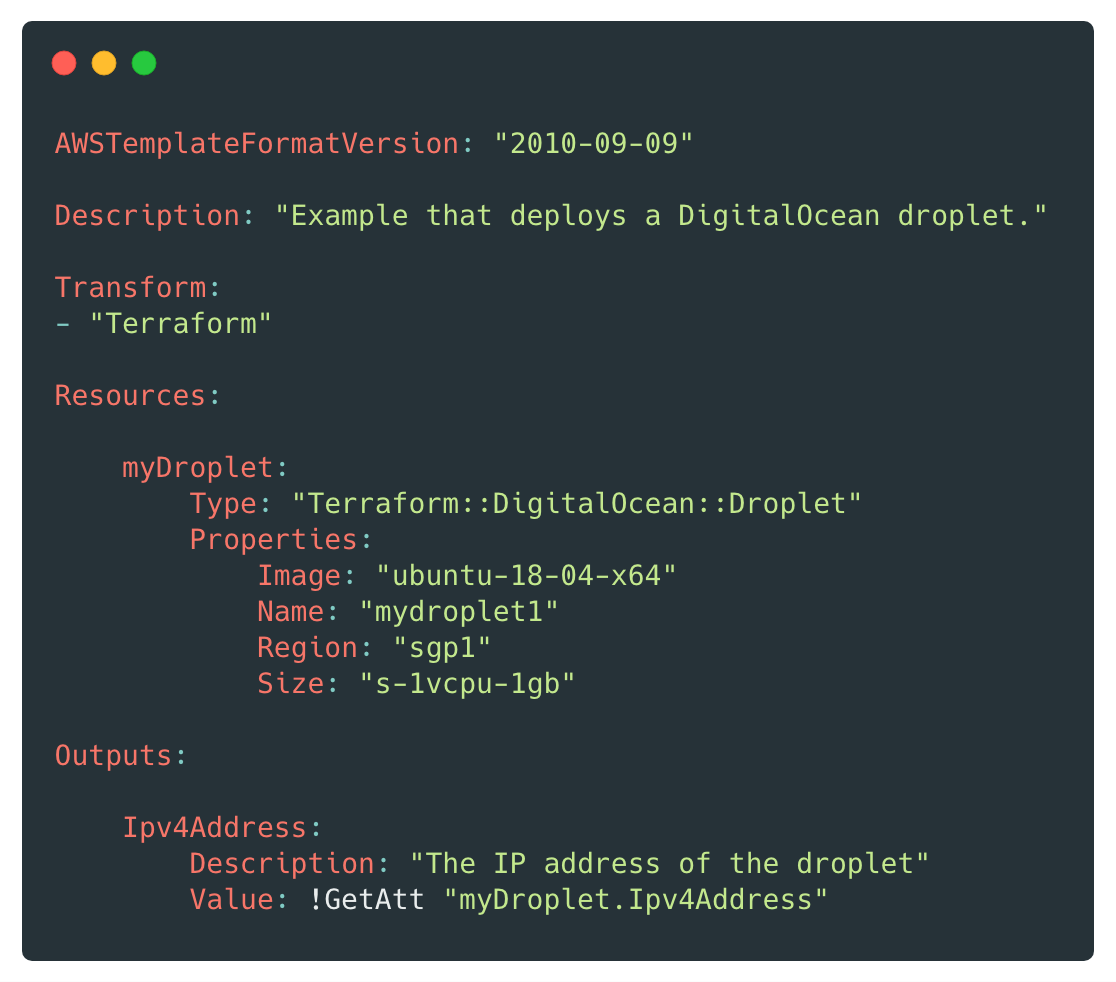 AWSTemplateFormatVersion: "2010-09-09"
Description: "Example that deploys a DigitalOcean droplet."
Transform:
- "Terraform"
Resources:
    myDroplet:
        Type: "Terraform::DigitalOcean::Droplet"
        Properties:
            Image: "ubuntu-18-04-x64"
            Name: "mydroplet1"
            Region: "sgp1"
            Size: "s-1vcpu-1gb"
Outputs:
    Ipv4Address:
        Description: "The IP address of the droplet"
        Value: !GetAtt "myDroplet.Ipv4Address"